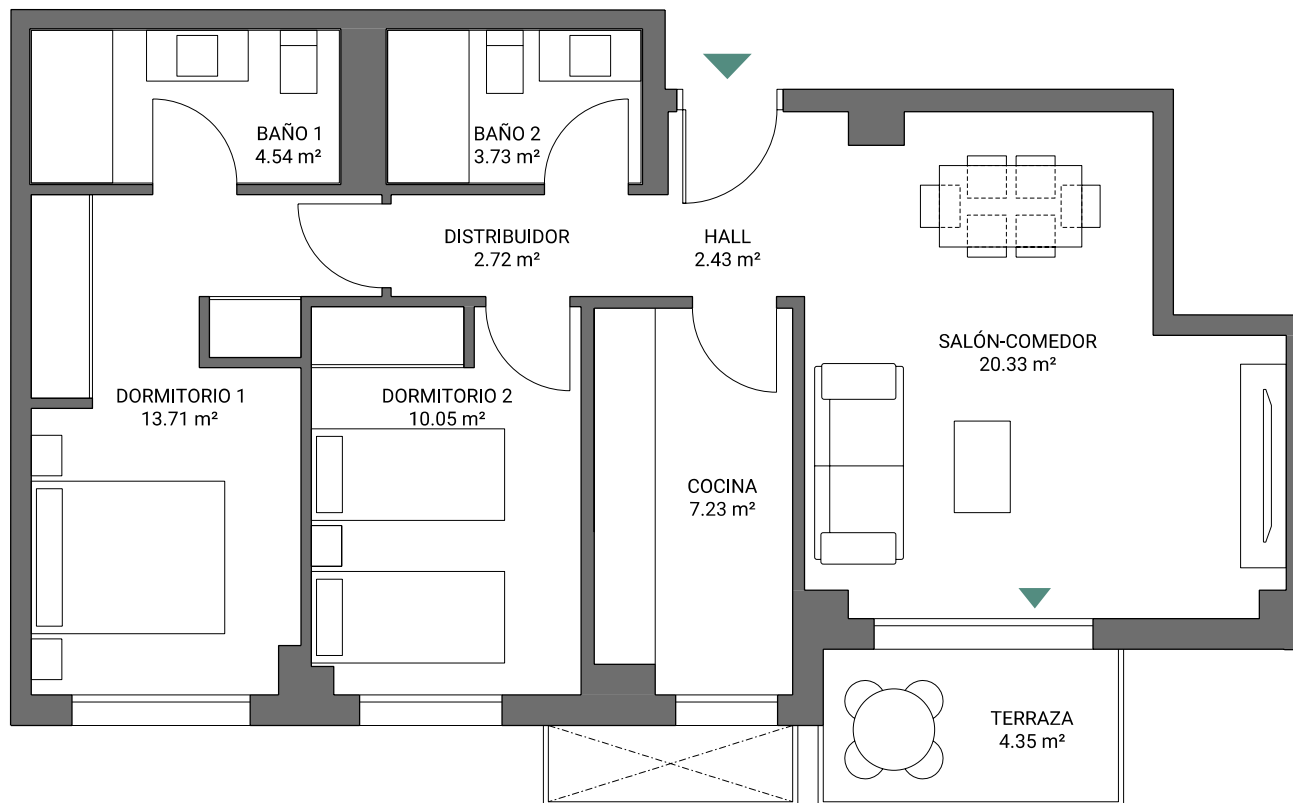 BAÑO 1
4.54 m²
BAÑO 2
3.73 m²
DISTRIBUIDOR
2.72 m²
HALL
2.43 m²
SALÓN-COMEDOR
20.33 m²
DORMITORIO 1
13.71 m²
DORMITORIO 2
10.05 m²
COCINA
7.23 m²
TERRAZA
4.35 m²